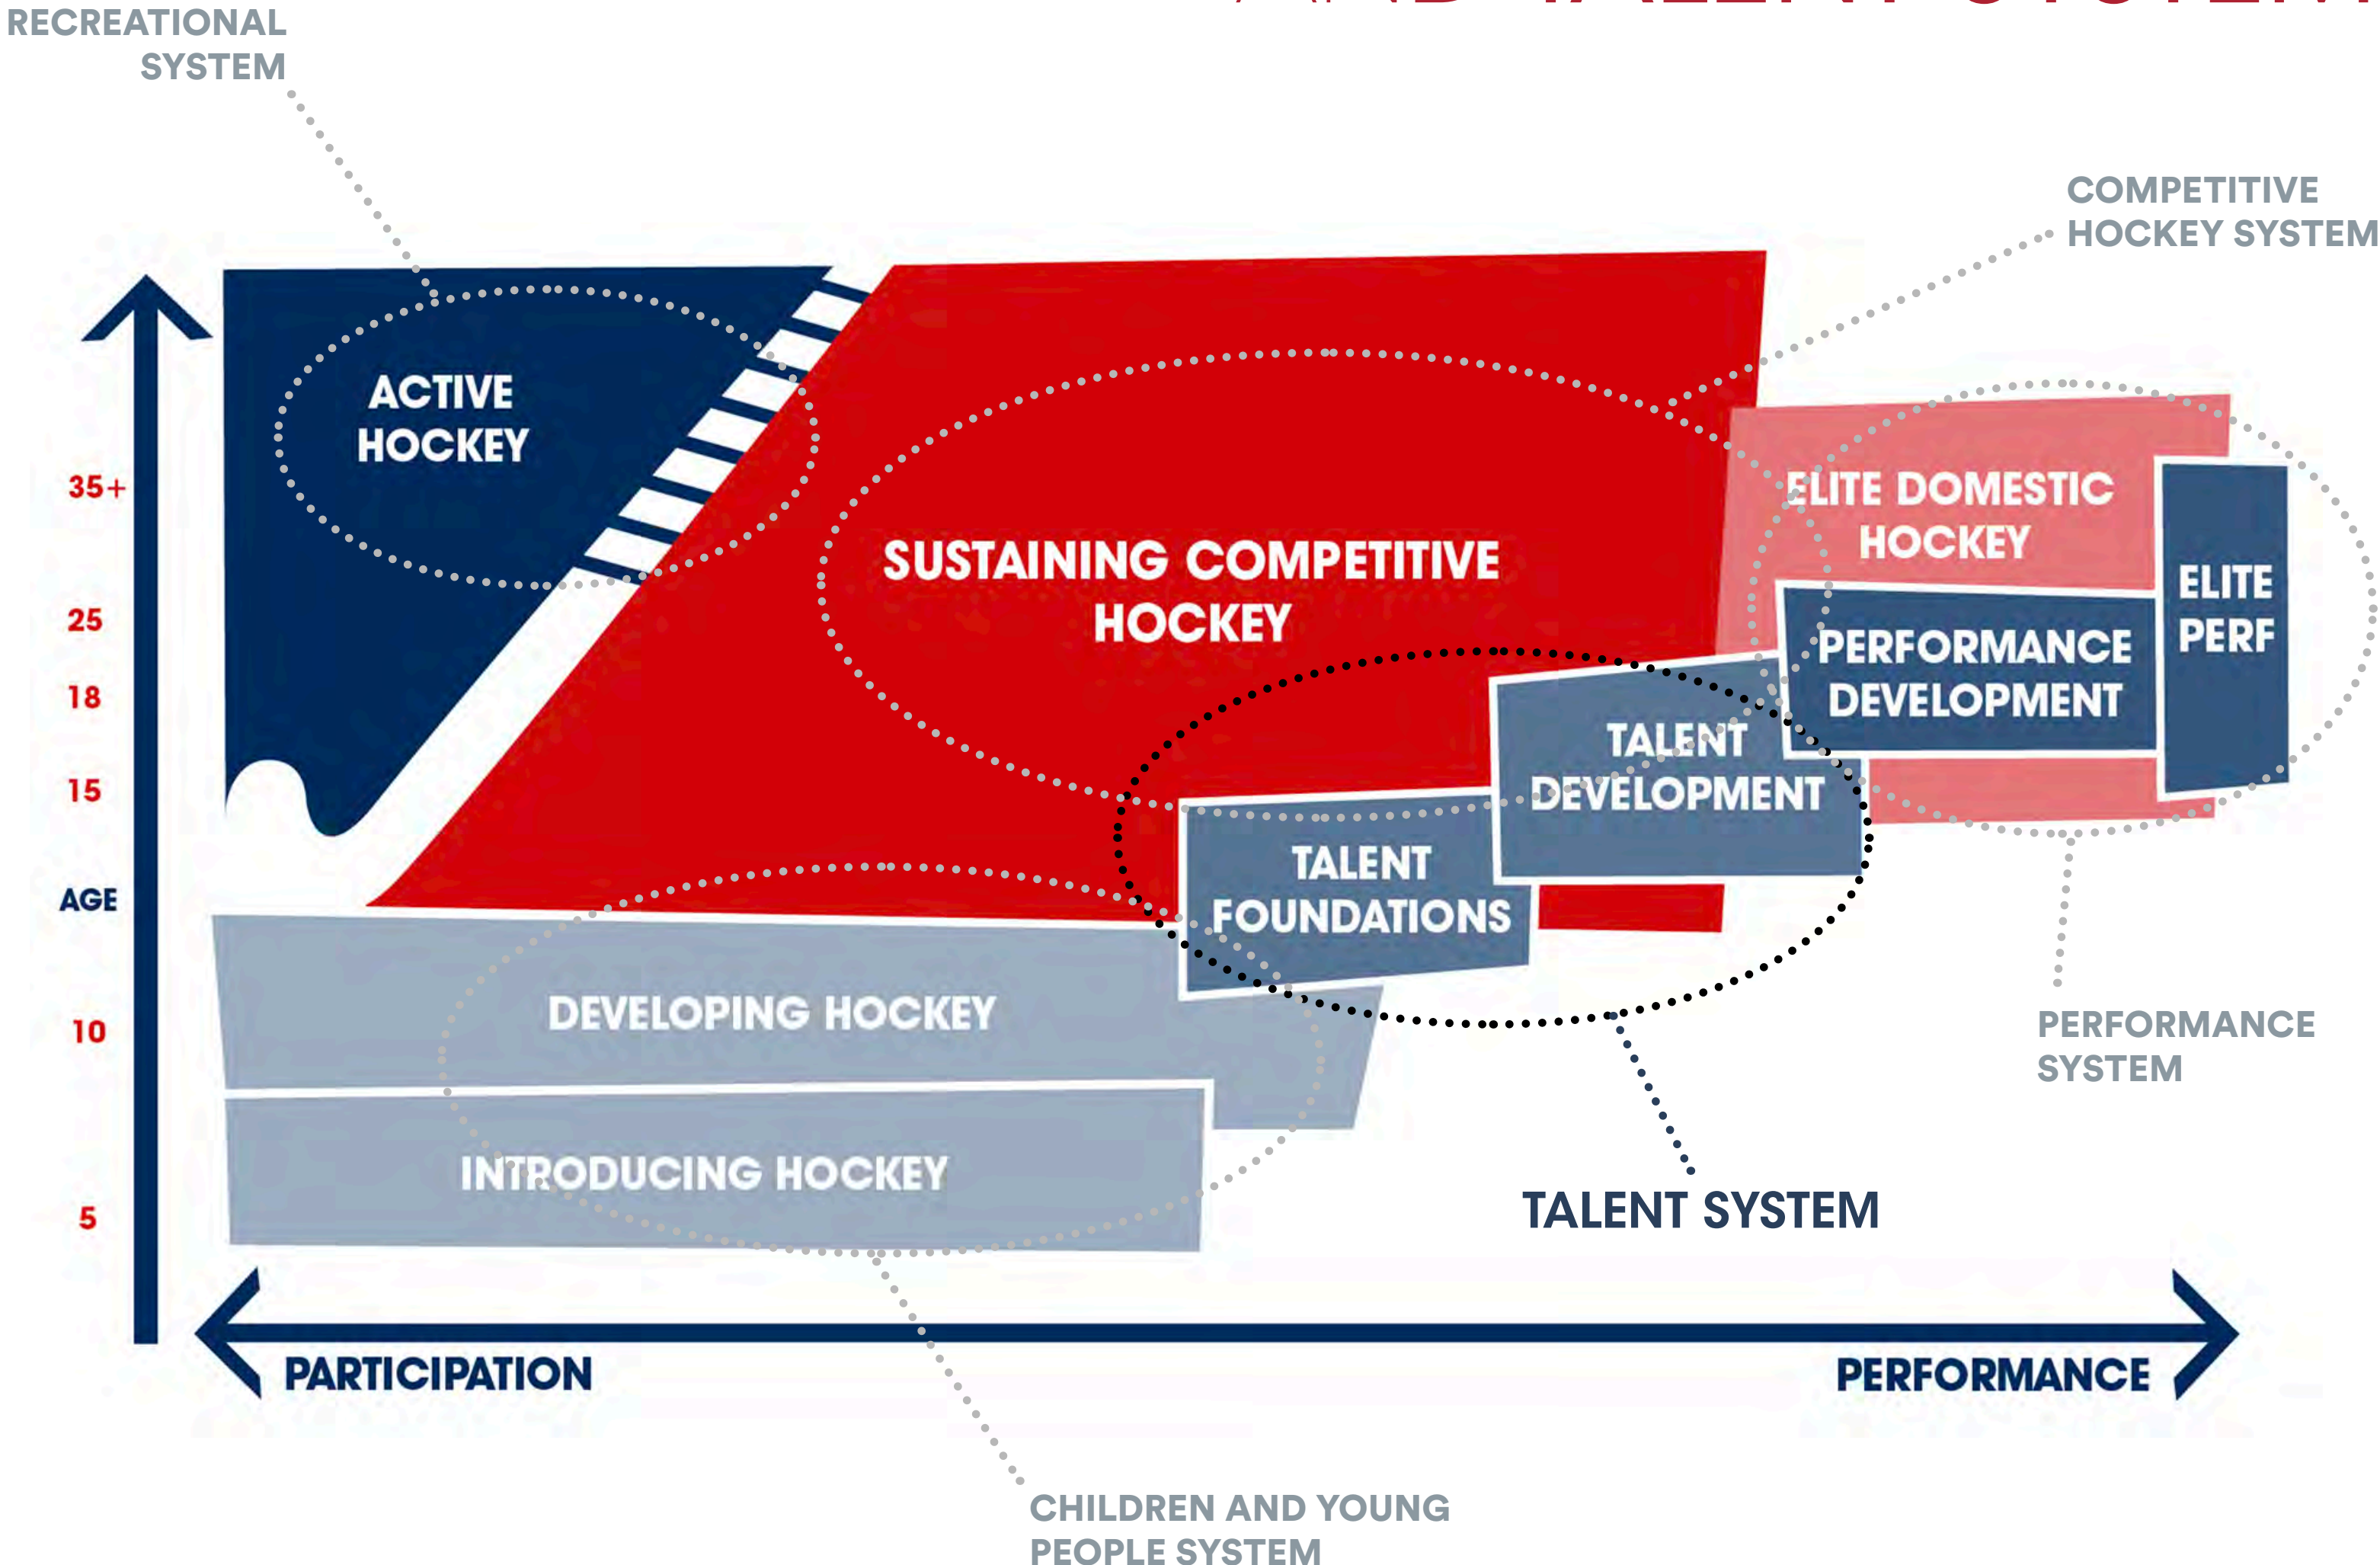 RECREATIONAL
SYSTEM
COMPETITIVE
HOCKEY SYSTEM
ACTIVE
HOCKEY
35+
25
18
15
AGE
10
5
SUSTAINING COMPETITIVE
HOCKEY
ELITE DOMESTIC
HOCKEY
ELITE
PERF
PERFORMANCE
DEVELOPMENT
TALENT
DEVELOPMENT
TALENT
FOUNDATIONS
DEVELOPING HOCKEY
INTRODUCING HOCKEY
PERFORMANCE
SYSTEM
TALENT SYSTEM
PARTICIPATION
PERFORMANCE
CHILDREN AND YOUNG
PEOPLE SYSTEM